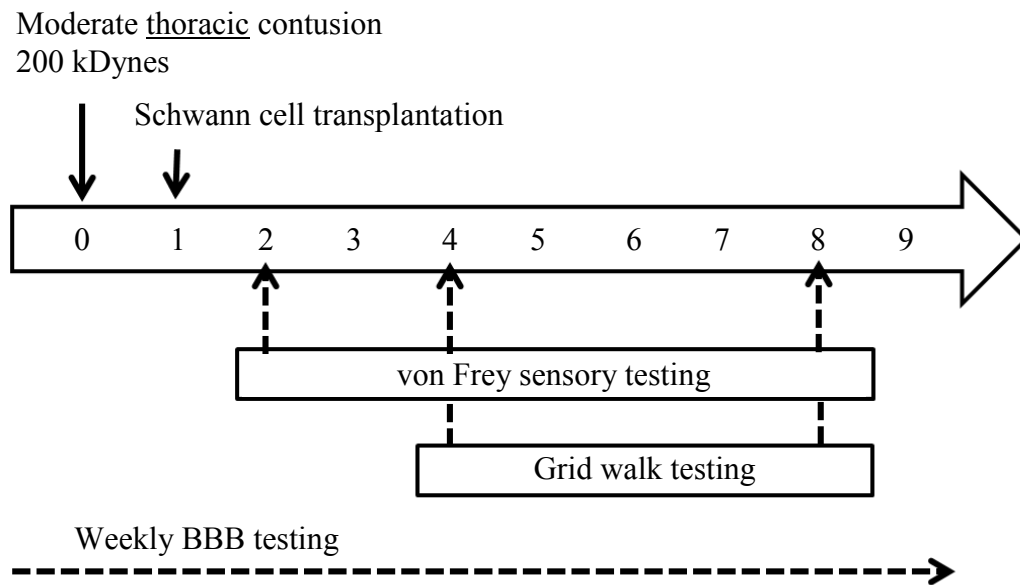 Moderate thoracic contusion
200 kDynes
Schwann cell transplantation
0 1 2 3 4 5 6 7 8 9
von Frey sensory testing
Grid walk testing
Weekly BBB testing